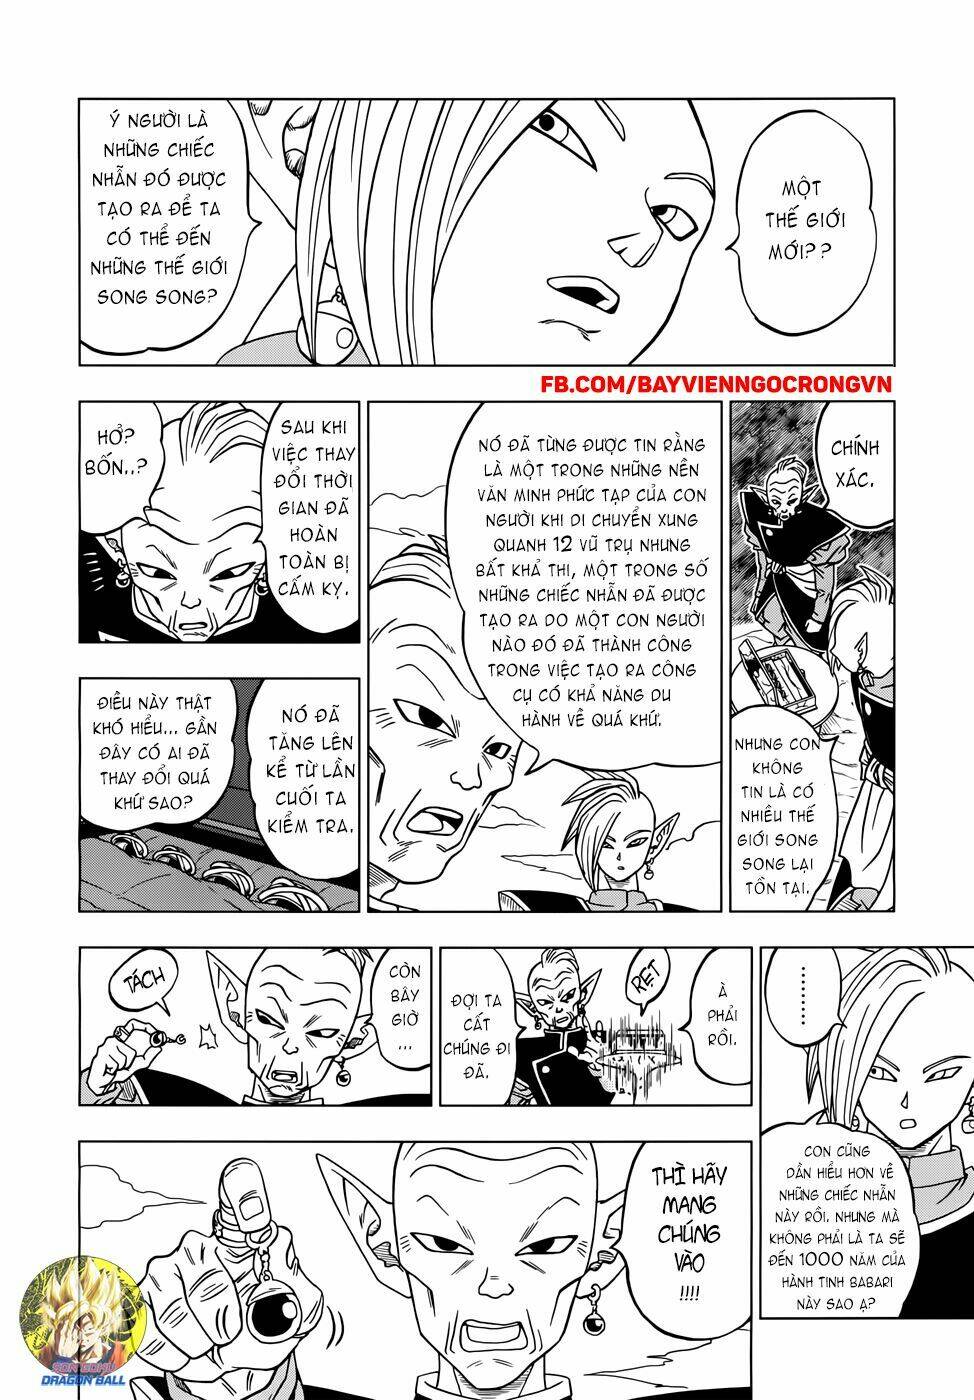 MỘT
THẾ GIỚI
MỚI??
Ý NGƯỜI LÀ
NHỮNG CHIẾC
NHẪN ĐÓ ĐƯỢC
TẠO RA ĐỂ TA
CÓ THỂ ĐẾN
NHỮNG THẾ GIỚI
SONG SONG?
FB.COM/BAYVIENNGOCRONGVN
CHÍNH
XÁC.
NHƯNG CON
KHÔNG
TIN LÀ CÓ
NHIỀU THẾ
GIỚI SONG
SONG LẠI
TỒN TẠI.
NÓ ĐÃ TỪNG ĐƯỢC TIN RẰNG
LÀ MỘT TRONG NHỮNG NỀN
VĂN MINH PHỨC TẠP CỦA CON
NGƯỜI KHI DI CHUYỂN XUNG
QUANH 12 VŨ TRỤ NHƯNG
BẤT KHẢ THI, MỘT TRONG SỐ
NHỮNG CHIẾC NHẪN ĐÃ ĐƯỢC
TẠO RA DO MỘT CON NGƯỜI
NÀO ĐÓ ĐÃ THÀNH CÔNG
TRONG VIỆC TẠO RA CÔNG
CỤ CÓ KHẢ NĂNG DU
HÀNH VỀ QUÁ KHỨ.
SAU KHI
VIỆC THAY
ĐỔI THỜI
GIAN ĐÃ
HOÀN
TOÀN BỊ
CẤM KỴ.
HỞ?
BỐN..?
NÓ ĐÃ
TĂNG LÊN
KỂ TỪ LẦN
CUỐI TA
KIỂM TRA.
ĐIỀU NÀY THẬT
KHÓ HIỂU... GẦN
ĐÂY CÓ AI ĐÃ
THAY ĐỔI QUÁ
KHỨ SAO?
......
CON CŨNG
DẦN HIỂU HƠN VỀ
NHỮNG CHIẾC NHẪN
NÀY RỒI. NHƯNG MÀ
KHÔNG PHẢI LÀ TA SẼ
ĐẾN 1000 NĂM CỦA
HÀNH TINH BABARI
NÀY SAO Ạ?
À
PHẢI
RỒI.
RẸT
ĐỢI TA
CẤT
CHÚNG ĐI
ĐÃ.
CÒN
BÂY
GIỜ
...
TÁCH
THÌ HÃY
MANG
CHÚNG
VÀO
!!!!
SON GOKU
DRAGON BALL